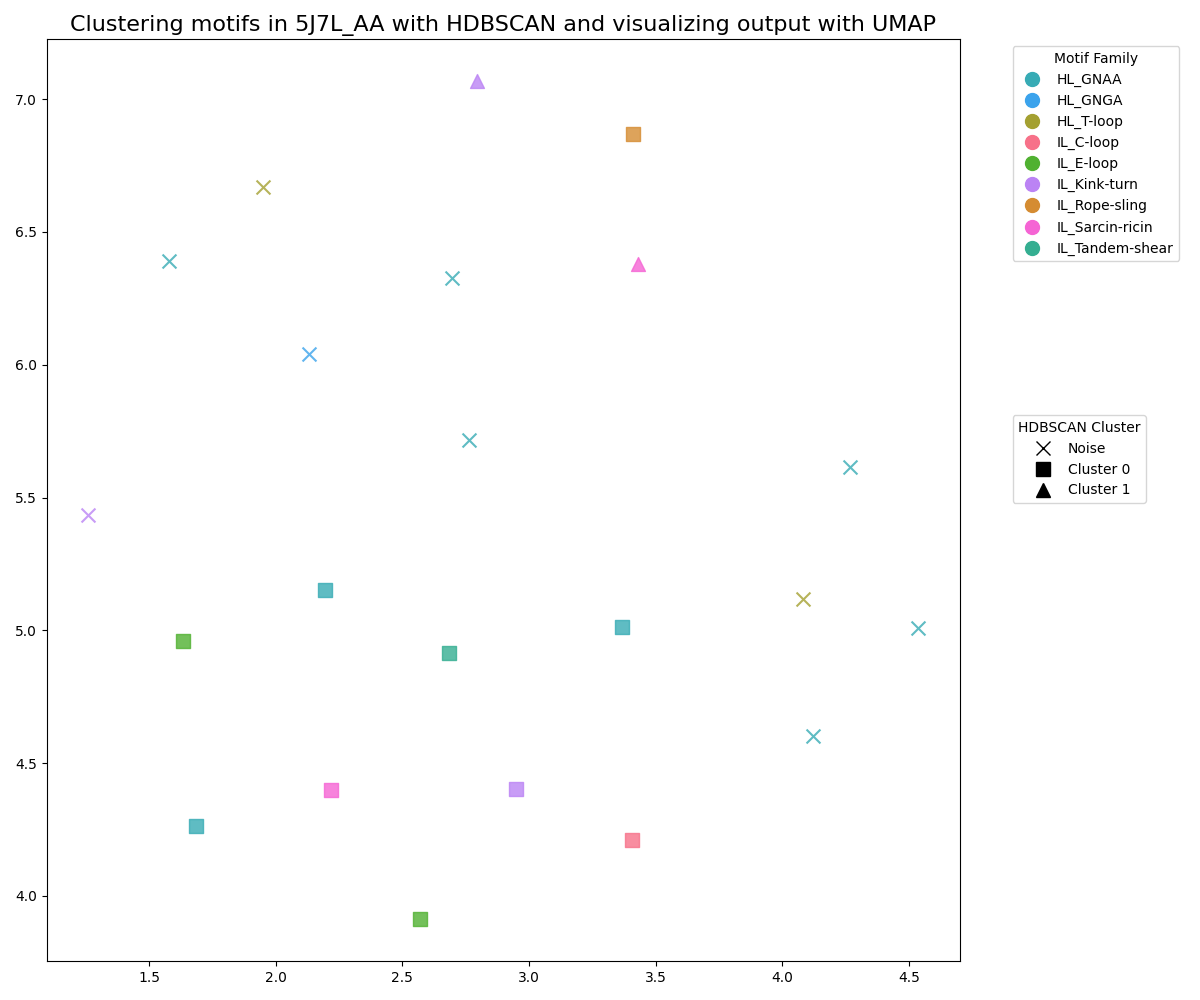 Clustering motifs in 5J7L_AA with HDBSCAN and visualizing output with UMAP
Motif Family
HL_GNAA
HL_GNGA
HL_T-loop
IL_C-loop
IL_E-loop
IL_Kink-turn
IL_Rope-sling
IL_Sarcin-ricin
IL_Tandem-shear
HDBSCAN Cluster
Noise
Cluster 0
Cluster 1
7.0
6.5
6.0
5.5
5.0
4.5
4.0
1.5 2.0 2.5 3.0 3.5 4.0 4.5